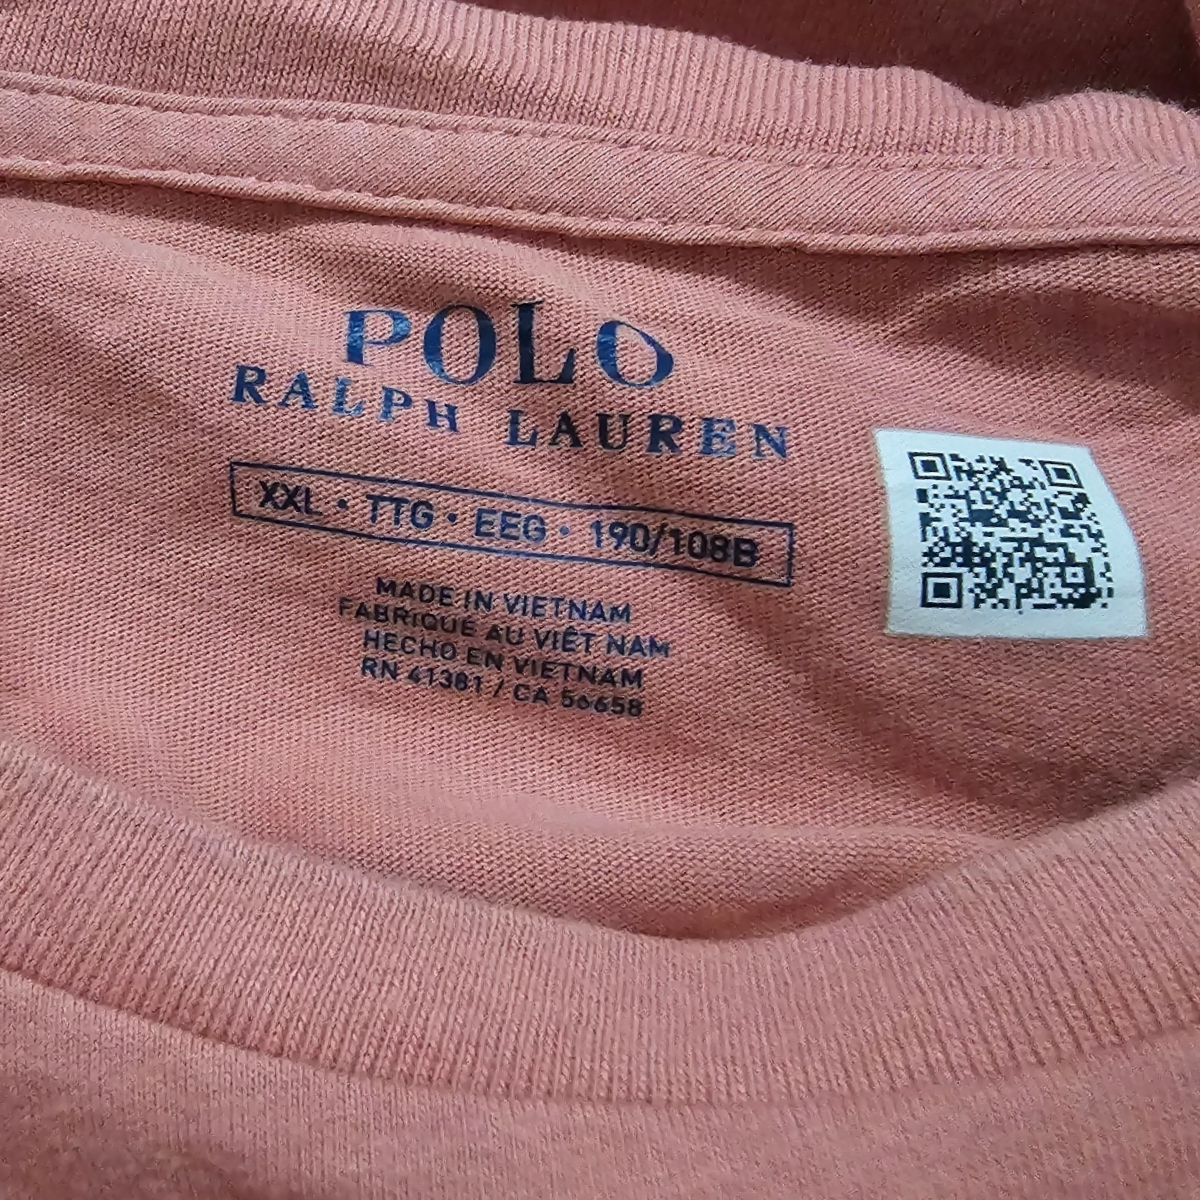 POLO
RALPH LAUREN
XXL • TTG • EEG • 190/108B
MADE IN VIETNAM
FABRIQUÉ AU VIÊT NAM
HECHO EN VIETNAM
RN 41381 / CA 56658